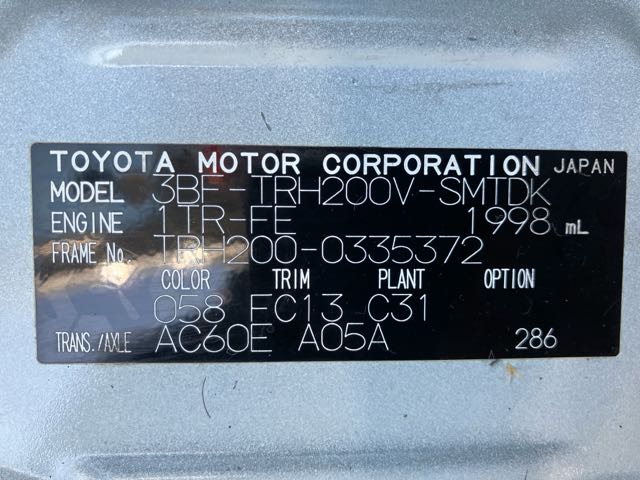 TOYOTA MOTOR CORPORATION JAPAN
MODEL 3BF-TRH200V-SMTDK
ENGINE 1TR-FE 1998 mL
FRAME No. TRH200-0335372
COLOR TRIM PLANT OPTION
058 FC13 C31
TRANS./AXLE AC60E A05A 286